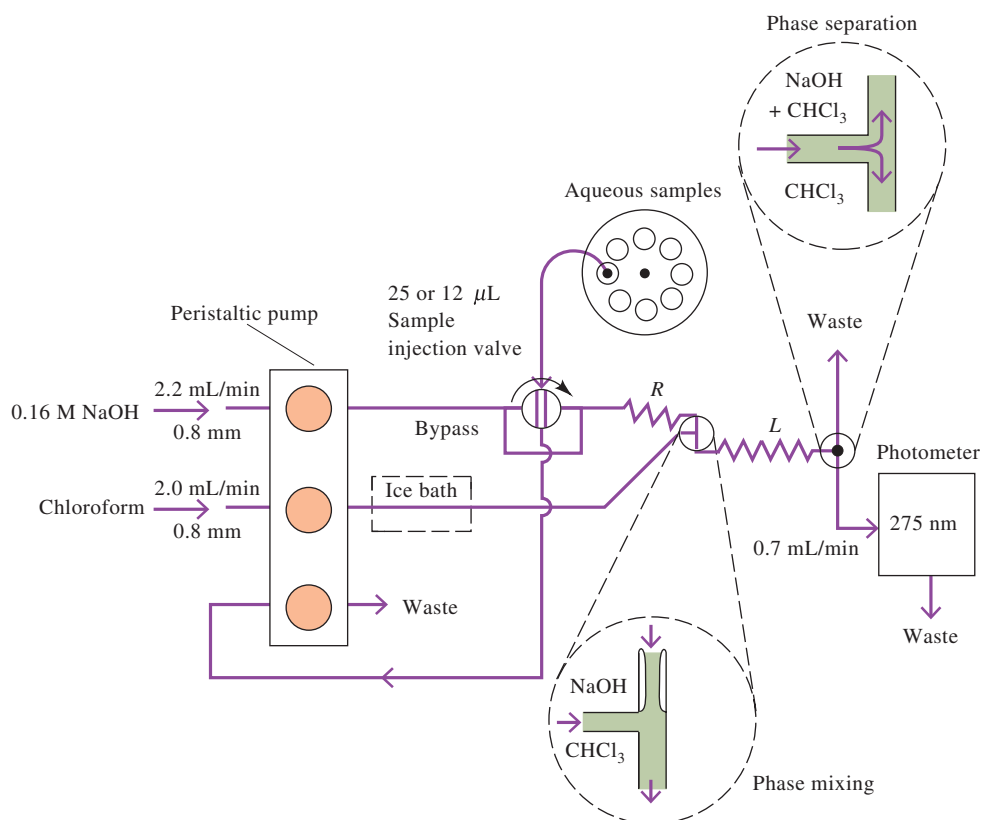 Phase separation
NaOH
+ CHCl₃
CHCl₃
Aqueous samples
25 or 12 μL
Sample
injection valve
Peristaltic pump
Waste
2.2 mL/min
0.16 M NaOH
0.8 mm
Bypass
R
L
Photometer
2.0 mL/min
Chloroform
0.8 mm
Ice bath
275 nm
0.7 mL/min
Waste
Waste
NaOH
CHCl₃
Phase mixing